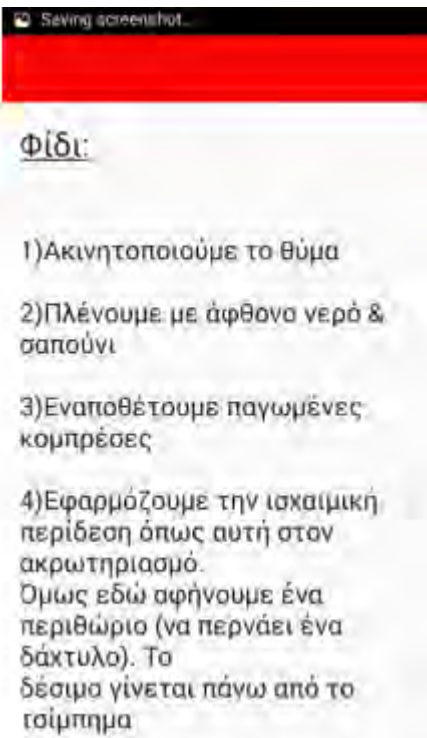 Saving screenshot...
Φίδι:
1)Ακινητοποιούμε το θύμα
2)Πλένουμε με άφθονο νερό &
σαπούνι
3)Εναποθέτουμε παγωμένες
κομπρέσες
4)Εφαρμόζουμε την ισχαιμική
περίδεση όπως αυτή στον
ακρωτηριασμό.
Όμως εδώ αφήνουμε ένα
περιθώριο (να περνάει ένα
δάχτυλο). Το
δέσιμο γίνεται πάνω από το
τσίμπημα